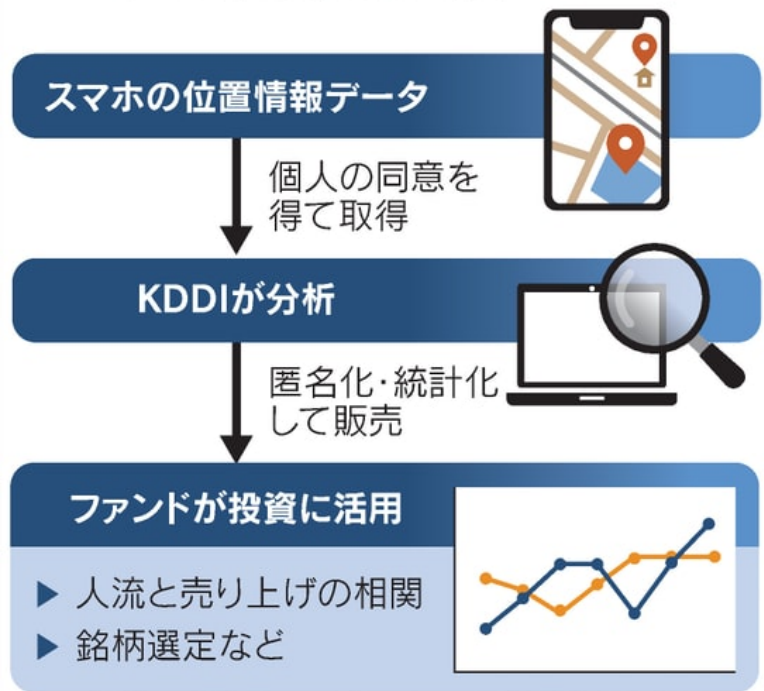 スマホの位置情報データ
個人の同意を
得て取得
KDDIが分析
匿名化・統計化
して販売
ファンドが投資に活用
▶ 人流と売り上げの相関
▶ 銘柄選定など